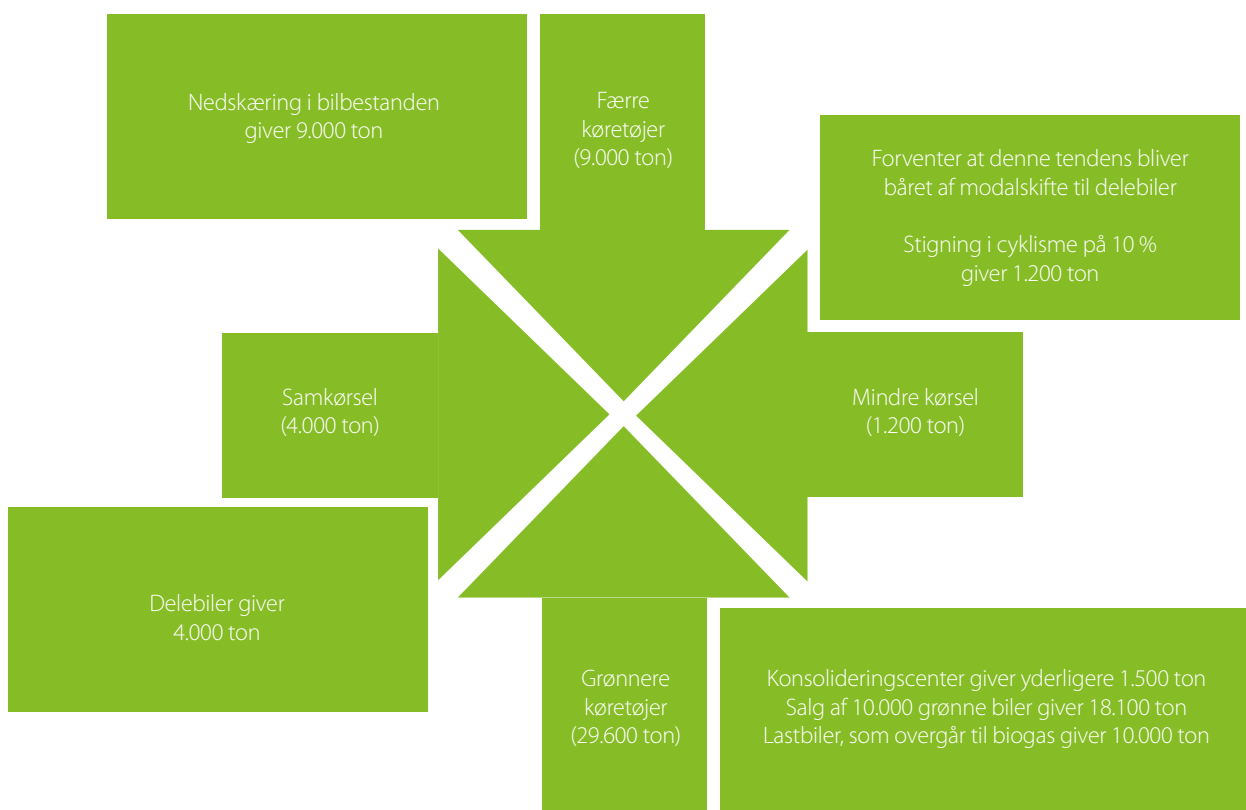 Nedskæring i bilbestanden
giver 9.000 ton
Færre
køretøjer
(9.000 ton)
Forventer at denne tendens bliver
båret af modalskifte til delebiler
Stigning i cyklisme på 10 %
giver 1.200 ton
Samkørsel
(4.000 ton)
Mindre kørsel
(1.200 ton)
Delebiler giver
4.000 ton
Grønnere
køretøjer
(29.600 ton)
Konsolideringscenter giver yderligere 1.500 ton
Salg af 10.000 grønne biler giver 18.100 ton
Lastbiler, som overgår til biogas giver 10.000 ton